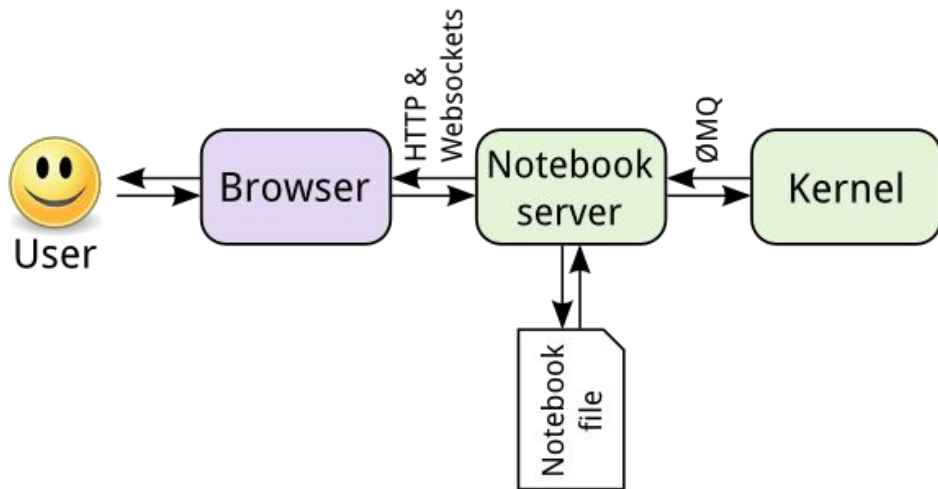 User
Browser
HTTP &
Websockets
Notebook
server
ØMQ
Kernel
Notebook
file